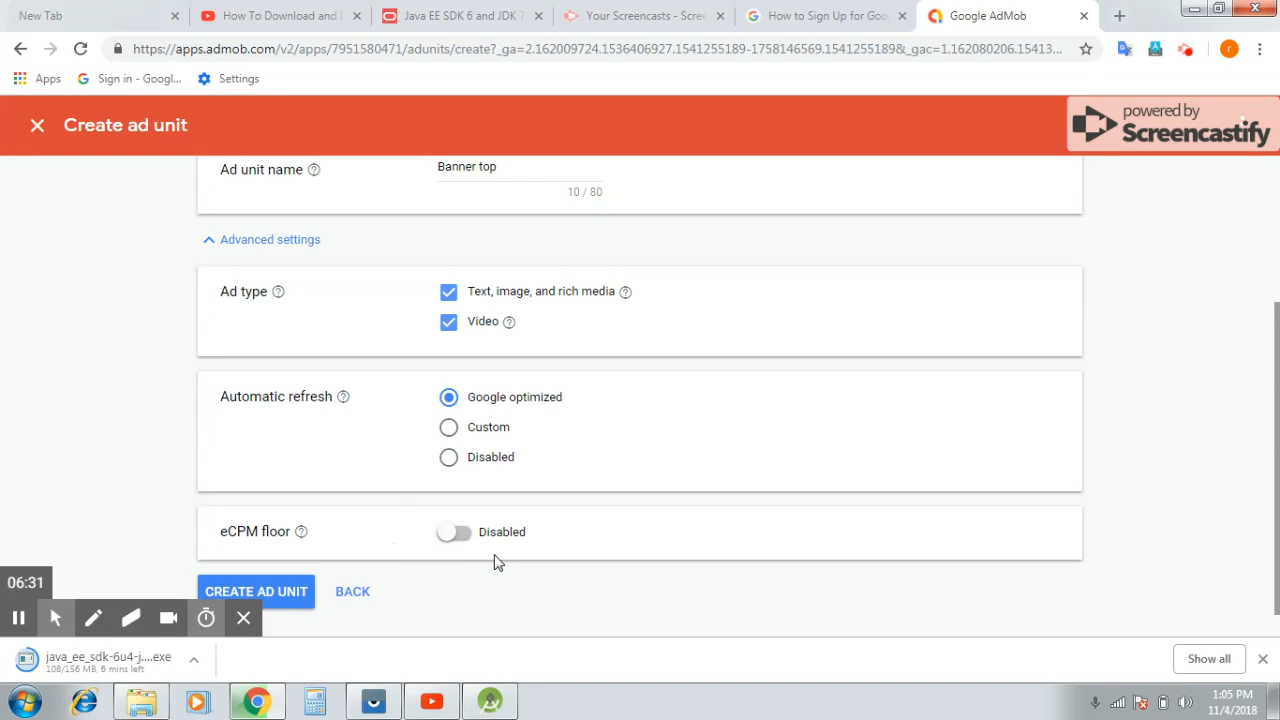 New Tab
How To Download and I
Java EE SDK 6 and JDK 7
Your Screencasts - Scree
How to Sign Up for Goo
Google AdMob
https://apps.admob.com/v2/apps/7951580471/adunits/create?_ga=2.162009724.1536406927.1541255189-1758146569.1541255189&_gac=1.162080206.15413...
r
Apps
Sign in - Googl...
Settings
Create ad unit
powered by
Screencastify
Ad unit name
Banner top
10 / 80
Advanced settings
Ad type
Text, image, and rich media
Video
Automatic refresh
Google optimized
Custom
Disabled
eCPM floor
Disabled
06:31
CREATE AD UNIT
BACK
java_ee_sdk-6u4-j....exe
108/156 MB, 6 mins left
Show all
1:05 PM
11/4/2018